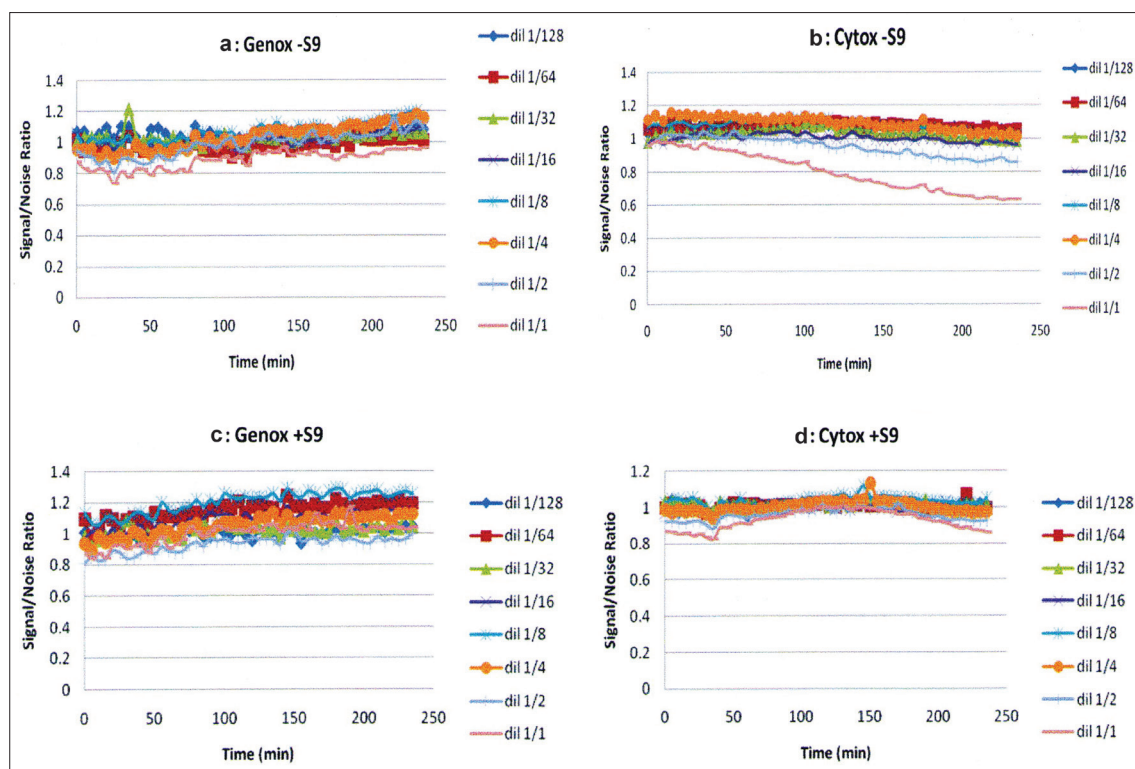 a: Genox -S9
Signal/Noise Ratio
1.4
1.2
1
0.8
0.6
0.4
0.2
0
0
50
100
150
200
250
Time (min)
dil 1/128
dil 1/64
dil 1/32
dil 1/16
dil 1/8
dil 1/4
dil 1/2
dil 1/1
b: Cytox -S9
Signal/Noise Ratio
1.4
1.2
1
0.8
0.6
0.4
0.2
0
0
50
100
150
200
250
Time (min)
dil 1/128
dil 1/64
dil 1/32
dil 1/16
dil 1/8
dil 1/4
dil 1/2
dil 1/1
c: Genox +S9
Signal/Noise Ratio
1.4
1.2
1
0.8
0.6
0.4
0.2
0
0
50
100
150
200
250
Time (min)
dil 1/128
dil 1/64
dil 1/32
dil 1/16
dil 1/8
dil 1/4
dil 1/2
dil 1/1
d: Cytox +S9
Signal/Noise Ratio
1.2
1
0.8
0.6
0.4
0.2
0
0
50
100
150
200
250
Time (min)
dil 1/128
dil 1/64
dil 1/32
dil 1/16
dil 1/8
dil 1/4
dil 1/2
dil 1/1